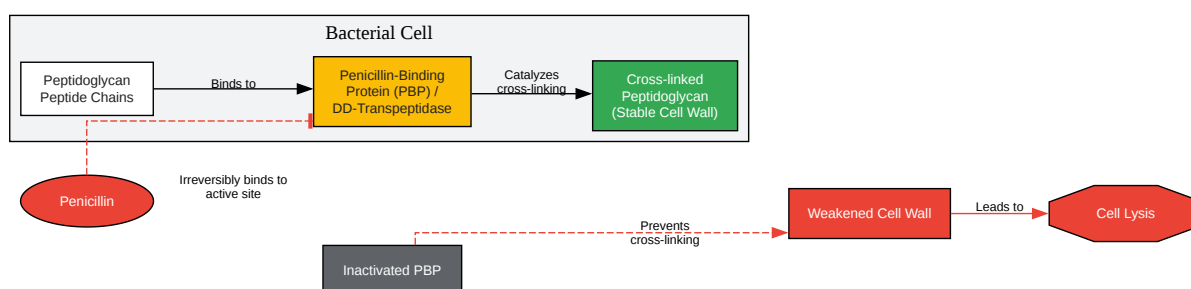 Bacterial Cell
Peptidoglycan
Peptide Chains
Binds to
Penicillin-Binding
Protein (PBP) /
DD-Transpeptidase
Catalyzes
cross-linking
Cross-linked
Peptidoglycan
(Stable Cell Wall)
Penicillin
Irreversibly binds to
active site
Inactivated PBP
Prevents
cross-linking
Weakened Cell Wall
Leads to
Cell Lysis